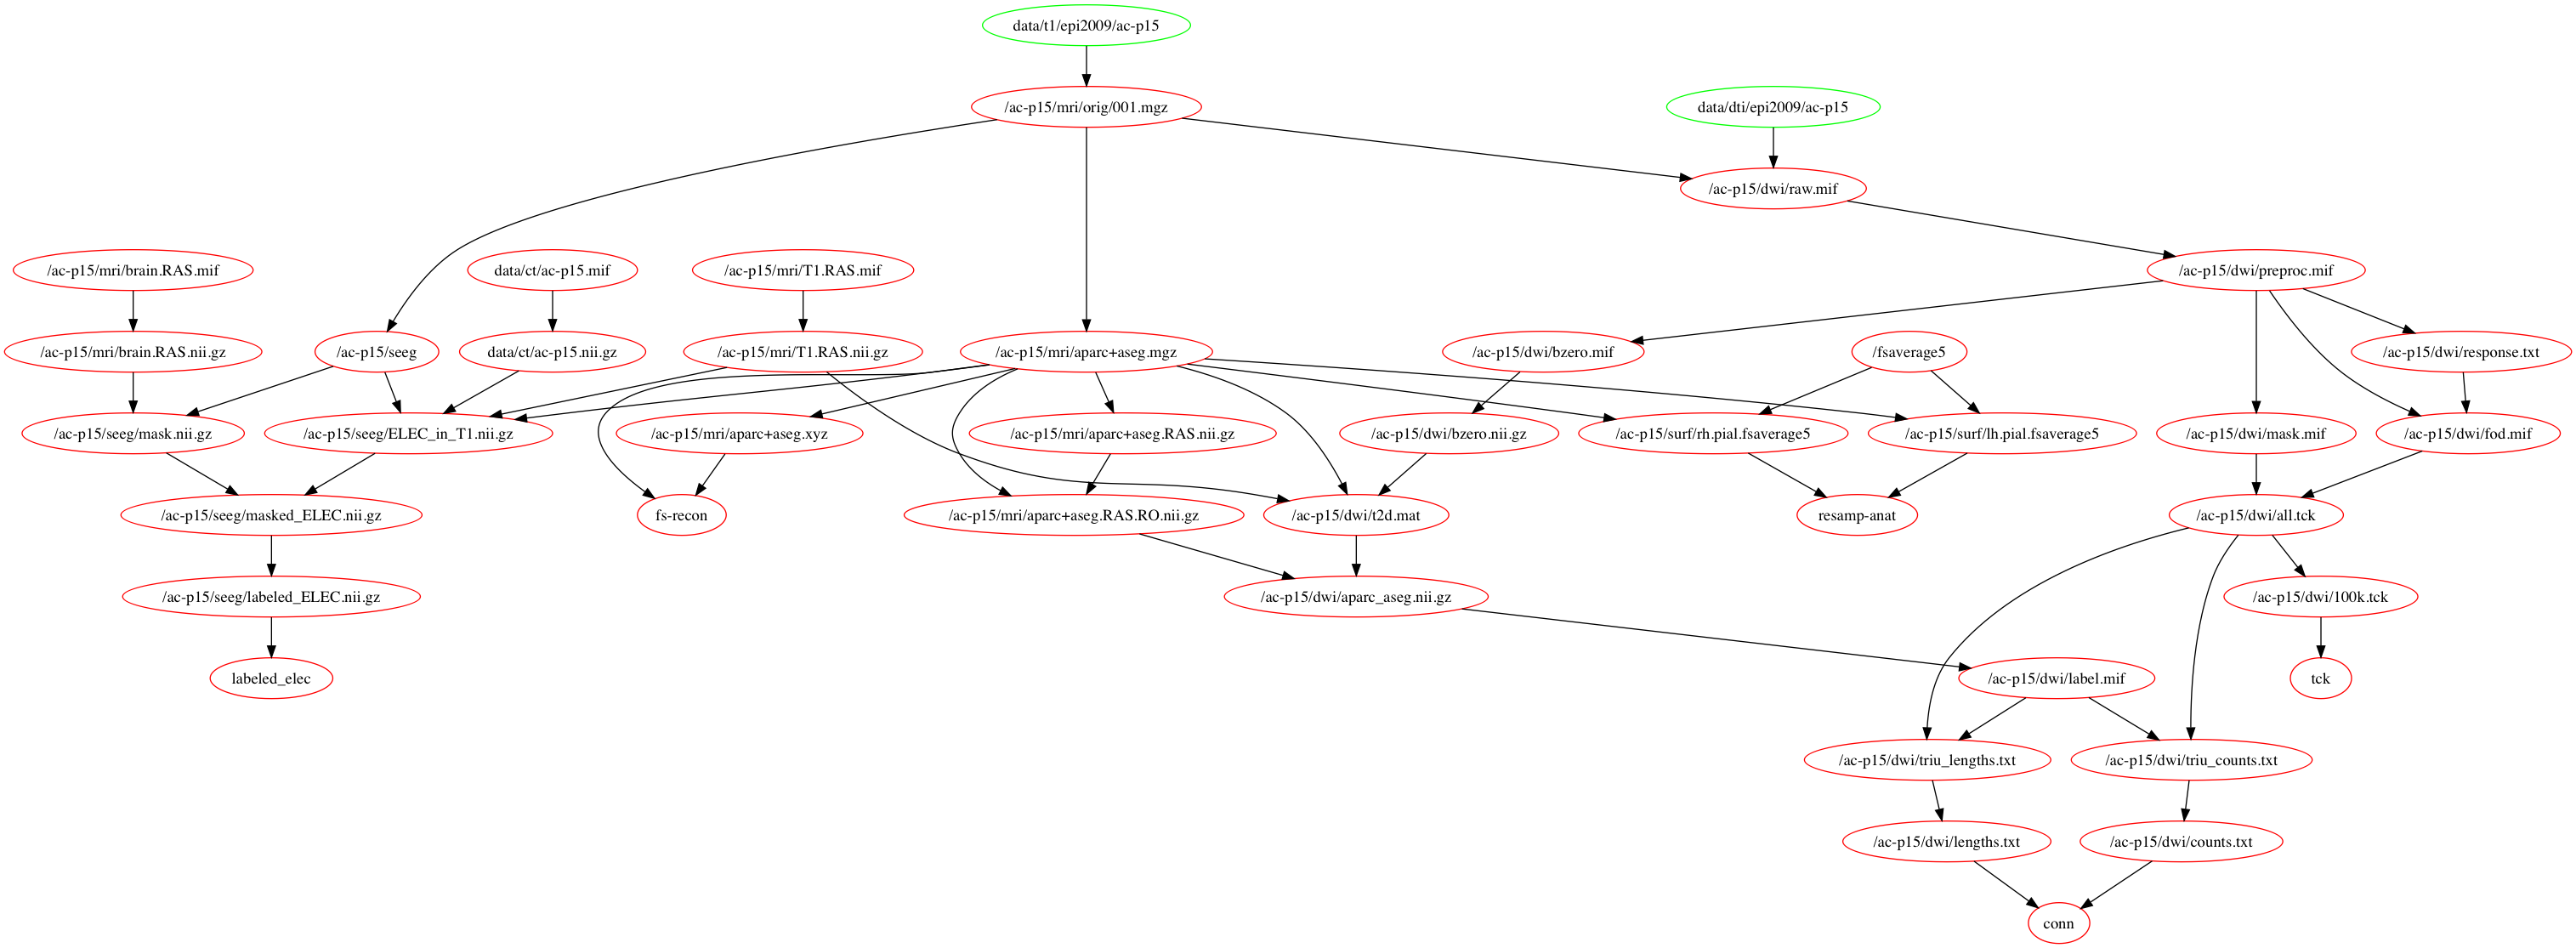 data/t1/epi2009/ac-p15
/ac-p15/mri/orig/001.mgz
data/dti/epi2009/ac-p15
/ac-p15/dwi/raw.mif
/ac-p15/mri/brain.RAS.mif
data/ct/ac-p15.mif
/ac-p15/mri/T1.RAS.mif
/ac-p15/dwi/preproc.mif
/ac-p15/mri/brain.RAS.nii.gz
/ac-p15/seeg
data/ct/ac-p15.nii.gz
/ac-p15/mri/T1.RAS.nii.gz
/ac-p15/mri/aparc+aseg.mgz
/ac-p15/dwi/bzero.mif
/fsaverage5
/ac-p15/dwi/response.txt
/ac-p15/seeg/mask.nii.gz
/ac-p15/seeg/ELEC_in_T1.nii.gz
/ac-p15/mri/aparc+aseg.xyz
/ac-p15/mri/aparc+aseg.RAS.nii.gz
/ac-p15/dwi/bzero.nii.gz
/ac-p15/surf/rh.pial.fsaverage5
/ac-p15/surf/lh.pial.fsaverage5
/ac-p15/dwi/mask.mif
/ac-p15/dwi/fod.mif
/ac-p15/seeg/masked_ELEC.nii.gz
fs-recon
/ac-p15/mri/aparc+aseg.RAS.RO.nii.gz
/ac-p15/dwi/t2d.mat
resamp-anat
/ac-p15/dwi/all.tck
/ac-p15/seeg/labeled_ELEC.nii.gz
/ac-p15/dwi/aparc_aseg.nii.gz
/ac-p15/dwi/100k.tck
labeled_elec
/ac-p15/dwi/label.mif
tck
/ac-p15/dwi/triu_lengths.txt
/ac-p15/dwi/triu_counts.txt
/ac-p15/dwi/lengths.txt
/ac-p15/dwi/counts.txt
conn